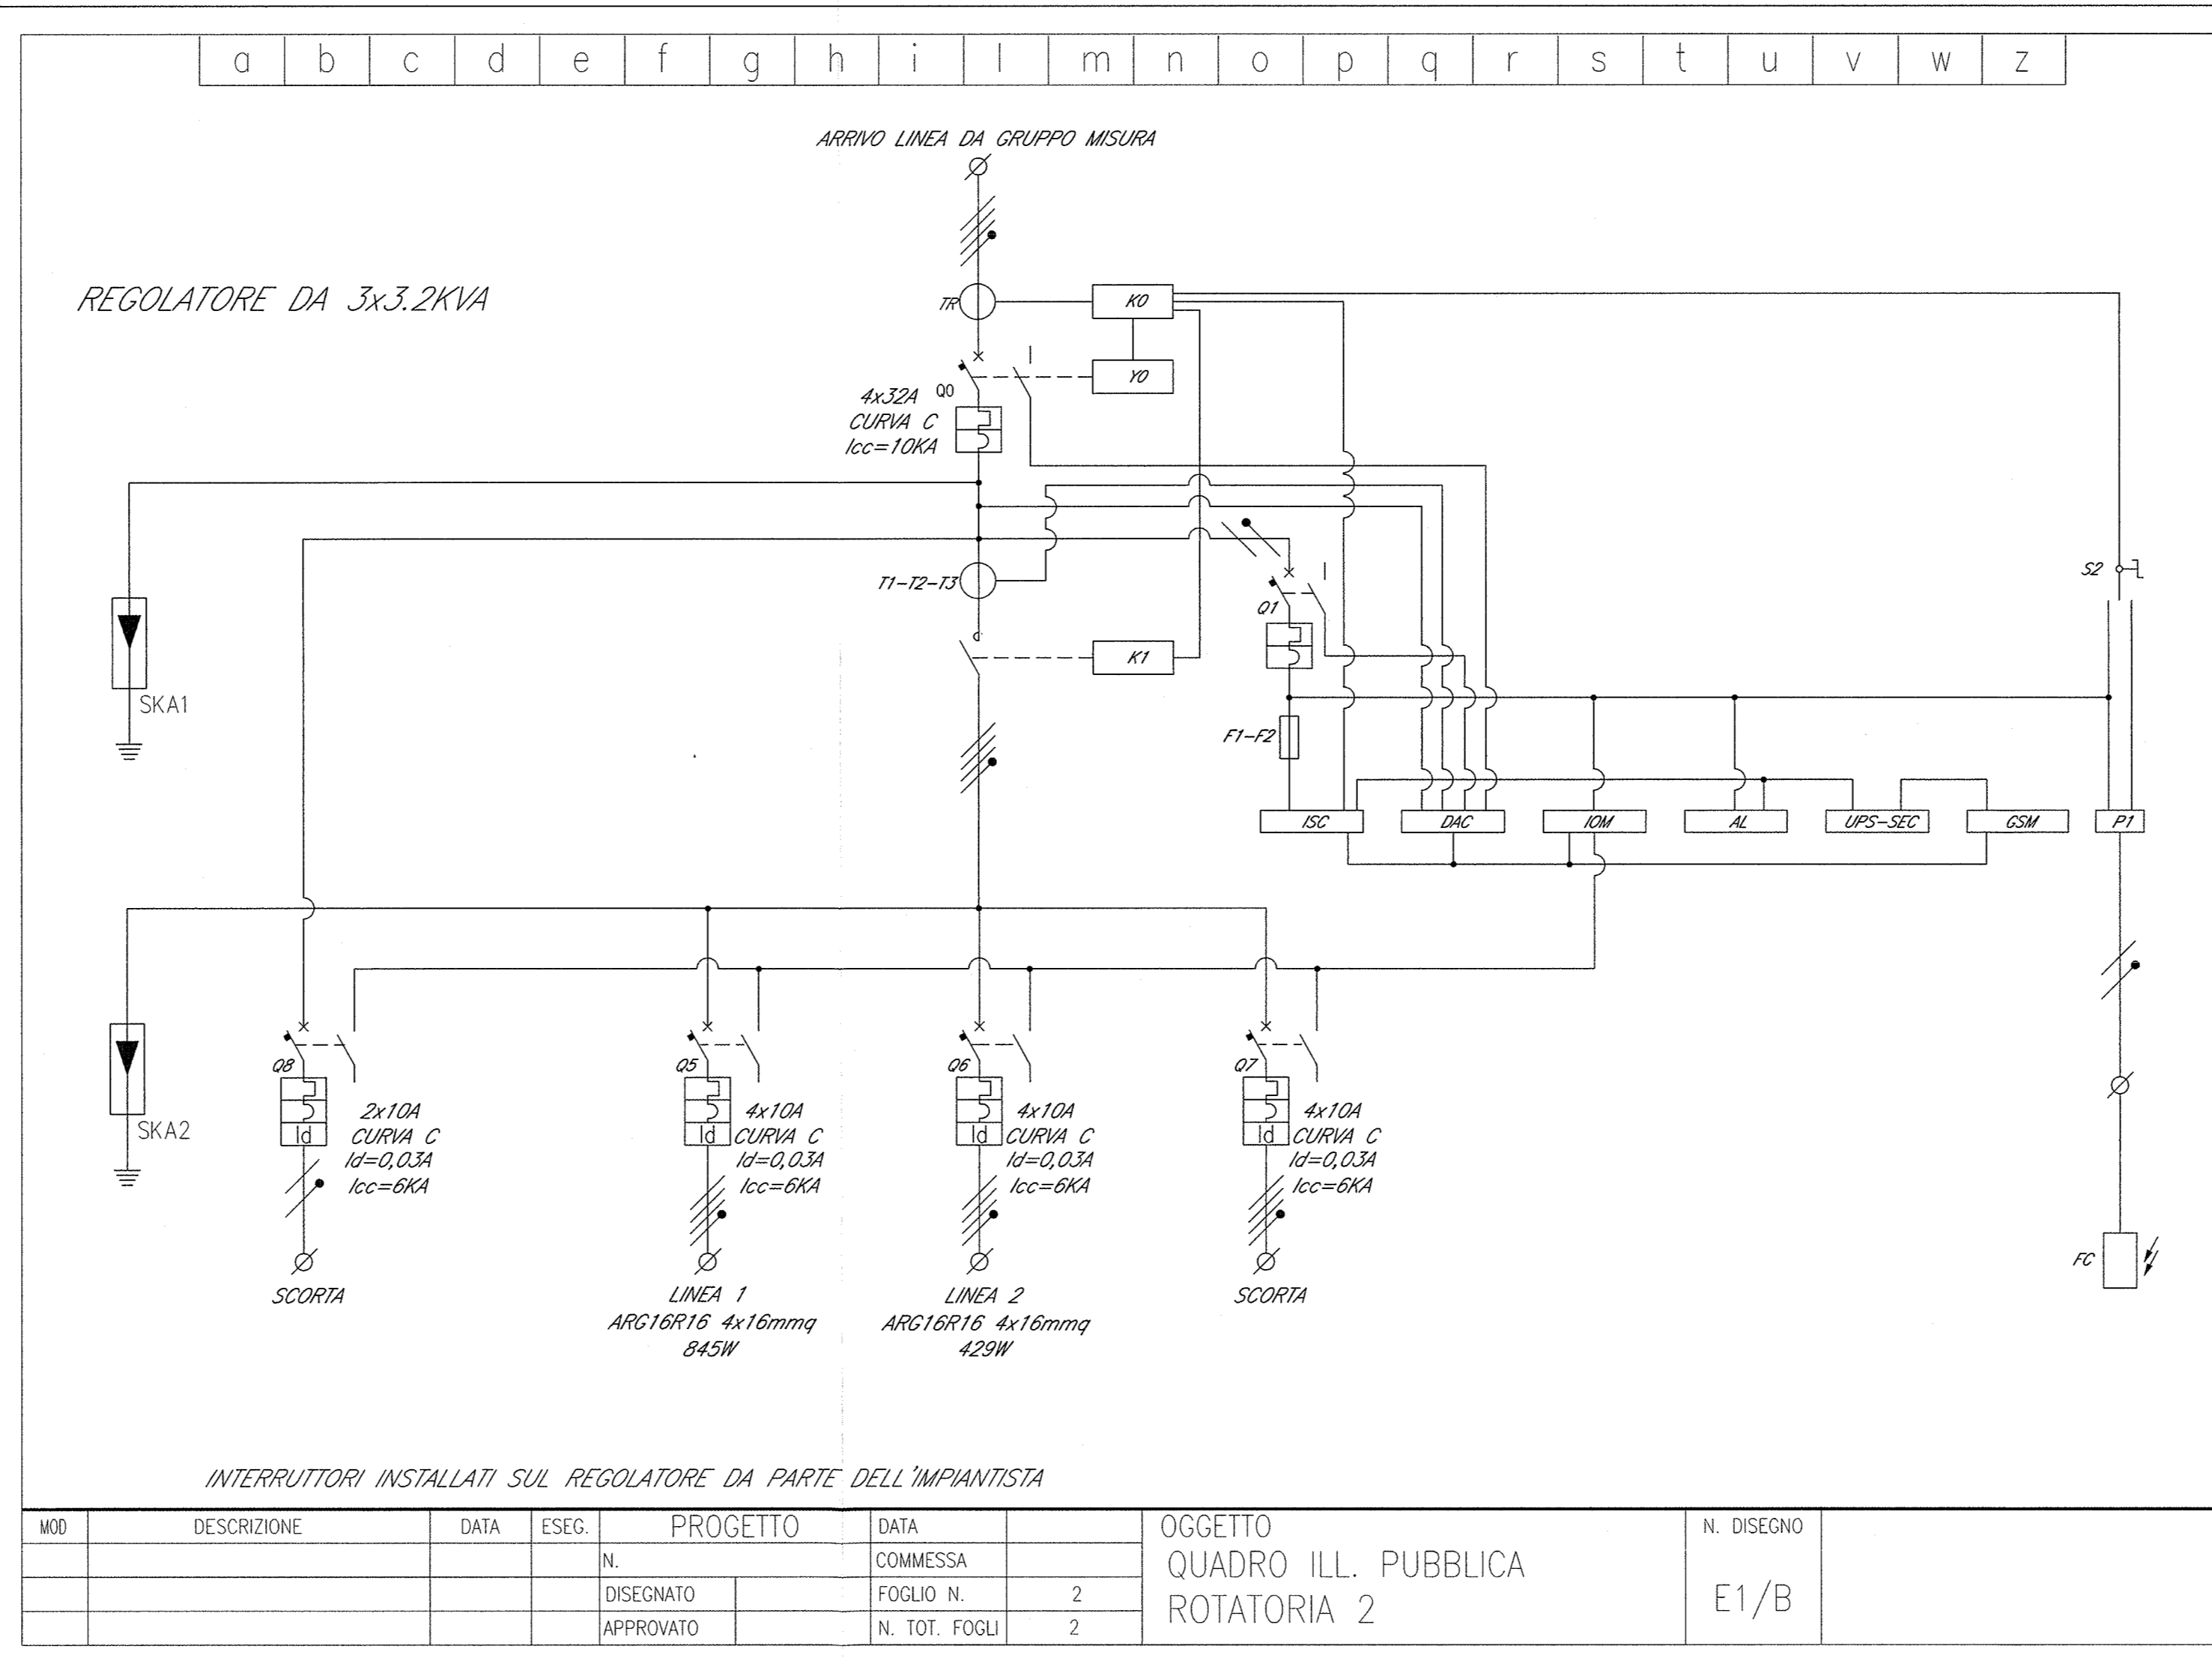 a b c d e f g h i l m n o p q r s t u v w z
ARRIVO LINEA DA GRUPPO MISURA
REGOLATORE DA 3x3.2KVA
TR
K0
Y0
4x32A Q0
CURVA C
Icc=10KA
T1-T2-T3
K1
Q1
S2
SKA1
F1-F2
ISC DAC IOM AL UPS-SEC GSM P1
SKA2
Q8
2x10A
CURVA C
Id
Id=0,03A
Icc=6KA
SCORTA
Q5
4x10A
CURVA C
Id
Id=0,03A
Icc=6KA
LINEA 1
ARG16R16 4x16mmq
845W
Q6
4x10A
CURVA C
Id
Id=0,03A
Icc=6KA
LINEA 2
ARG16R16 4x16mmq
429W
Q7
4x10A
CURVA C
Id
Id=0,03A
Icc=6KA
SCORTA
FC
INTERRUTTORI INSTALLATI SUL REGOLATORE DA PARTE DELL'IMPIANTISTA
MOD DESCRIZIONE DATA ESEG.
PROGETTO
N.
DISEGNATO
APPROVATO
DATA
COMMESSA
FOGLIO N. 2
N. TOT. FOGLI 2
OGGETTO
QUADRO ILL. PUBBLICA
ROTATORIA 2
N. DISEGNO
E1/B